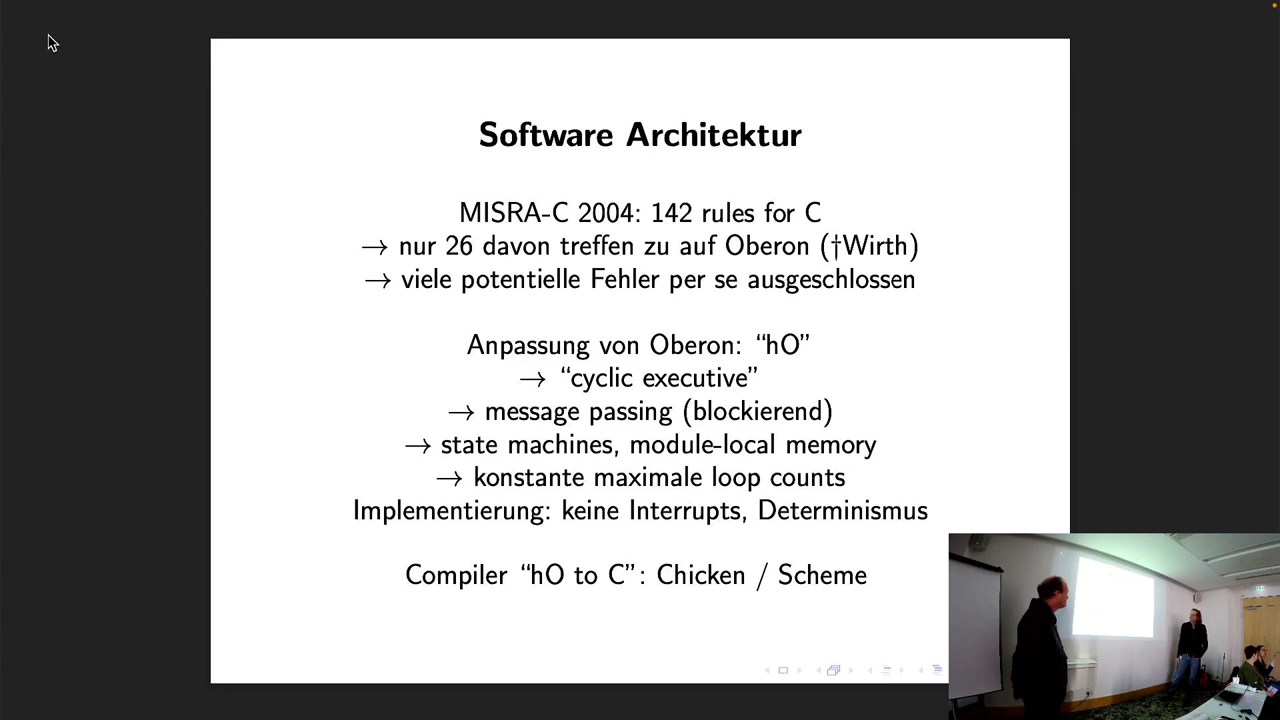 Software Architektur
MISRA-C 2004: 142 rules for C
→ nur 26 davon treffen zu auf Oberon (†Wirth)
→ viele potentielle Fehler per se ausgeschlossen
Anpassung von Oberon: “hO”
→ “cyclic executive”
→ message passing (blockierend)
→ state machines, module-local memory
→ konstante maximale loop counts
Implementierung: keine Interrupts, Determinismus
Compiler “hO to C”: Chicken / Scheme